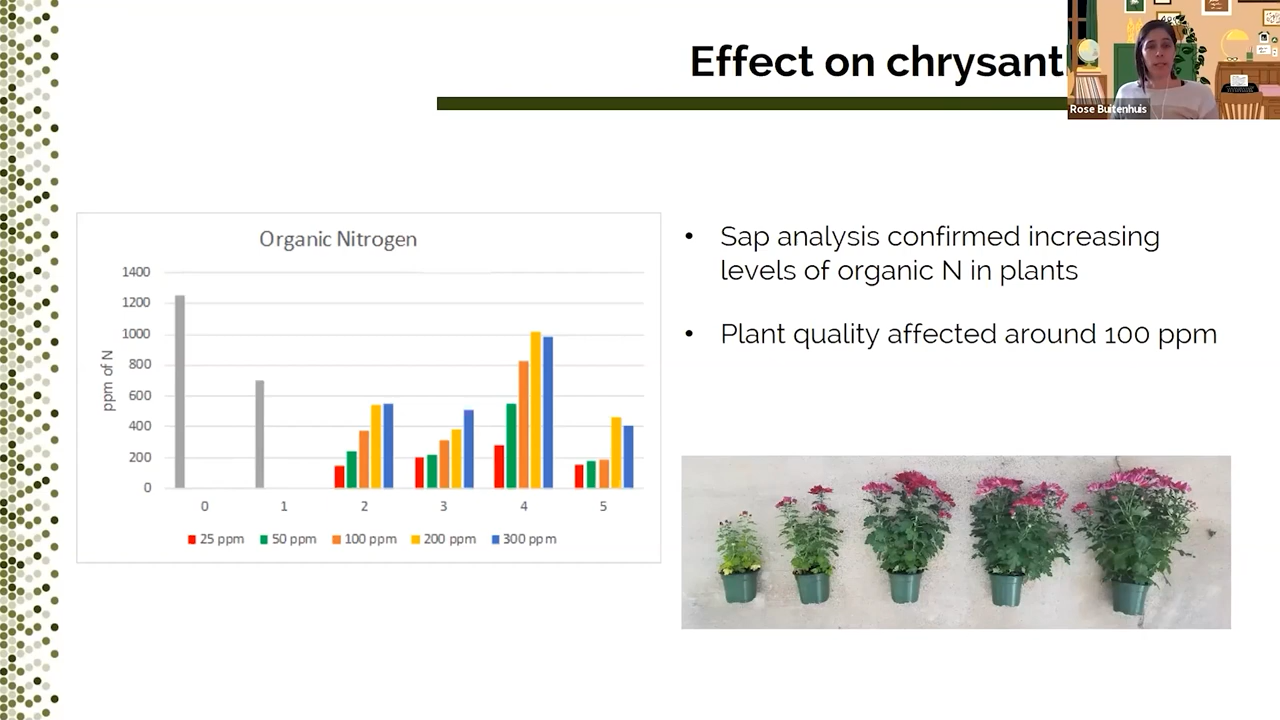 Effect on chrysant
Rose Buitenhuis
Organic Nitrogen
1400
1200
1000
800
600
400
200
0
ppm of N
0 1 2 3 4 5
25 ppm 50 ppm 100 ppm 200 ppm 300 ppm
• Sap analysis confirmed increasing
levels of organic N in plants
• Plant quality affected around 100 ppm